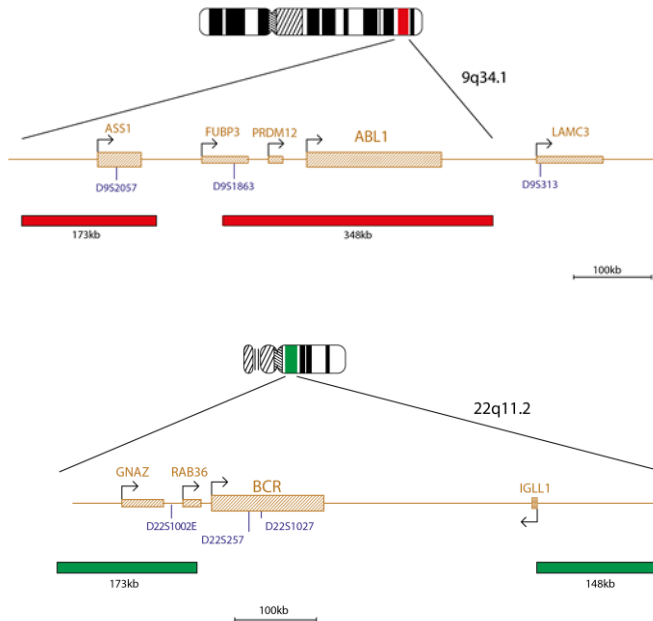 9q34.1
ASS1 FUBP3 PRDM12 ABL1 LAMC3
D9S2057 D9S1863 D9S313
173kb 348kb
100kb
22q11.2
GNAZ RAB36 BCR IGLL1
D22S1002E D22S257 D22S1027
173kb 148kb
100kb